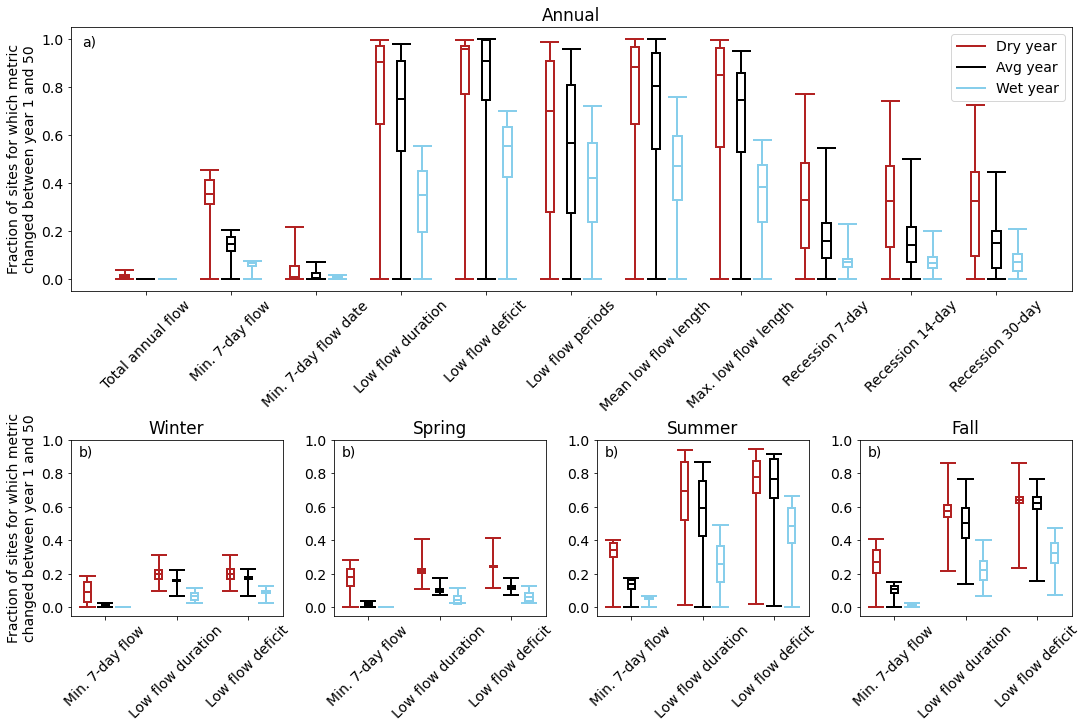 Annual
Fraction of sites for which metric
changed between year 1 and 50
1.0
0.8
0.6
0.4
0.2
0.0
a)
Dry year
Avg year
Wet year
Total annual flow
Min. 7-day flow
Min. 7-day flow date
Low flow duration
Low flow deficit
Low flow periods
Mean low flow length
Max. low flow length
Recession 7-day
Recession 14-day
Recession 30-day
Winter
Fraction of sites for which metric
changed between year 1 and 50
1.0
0.8
0.6
0.4
0.2
0.0
b)
Min. 7-day flow
Low flow duration
Low flow deficit
Spring
1.0
0.8
0.6
0.4
0.2
0.0
b)
Min. 7-day flow
Low flow duration
Low flow deficit
Summer
1.0
0.8
0.6
0.4
0.2
0.0
b)
Min. 7-day flow
Low flow duration
Low flow deficit
Fall
1.0
0.8
0.6
0.4
0.2
0.0
b)
Min. 7-day flow
Low flow duration
Low flow deficit